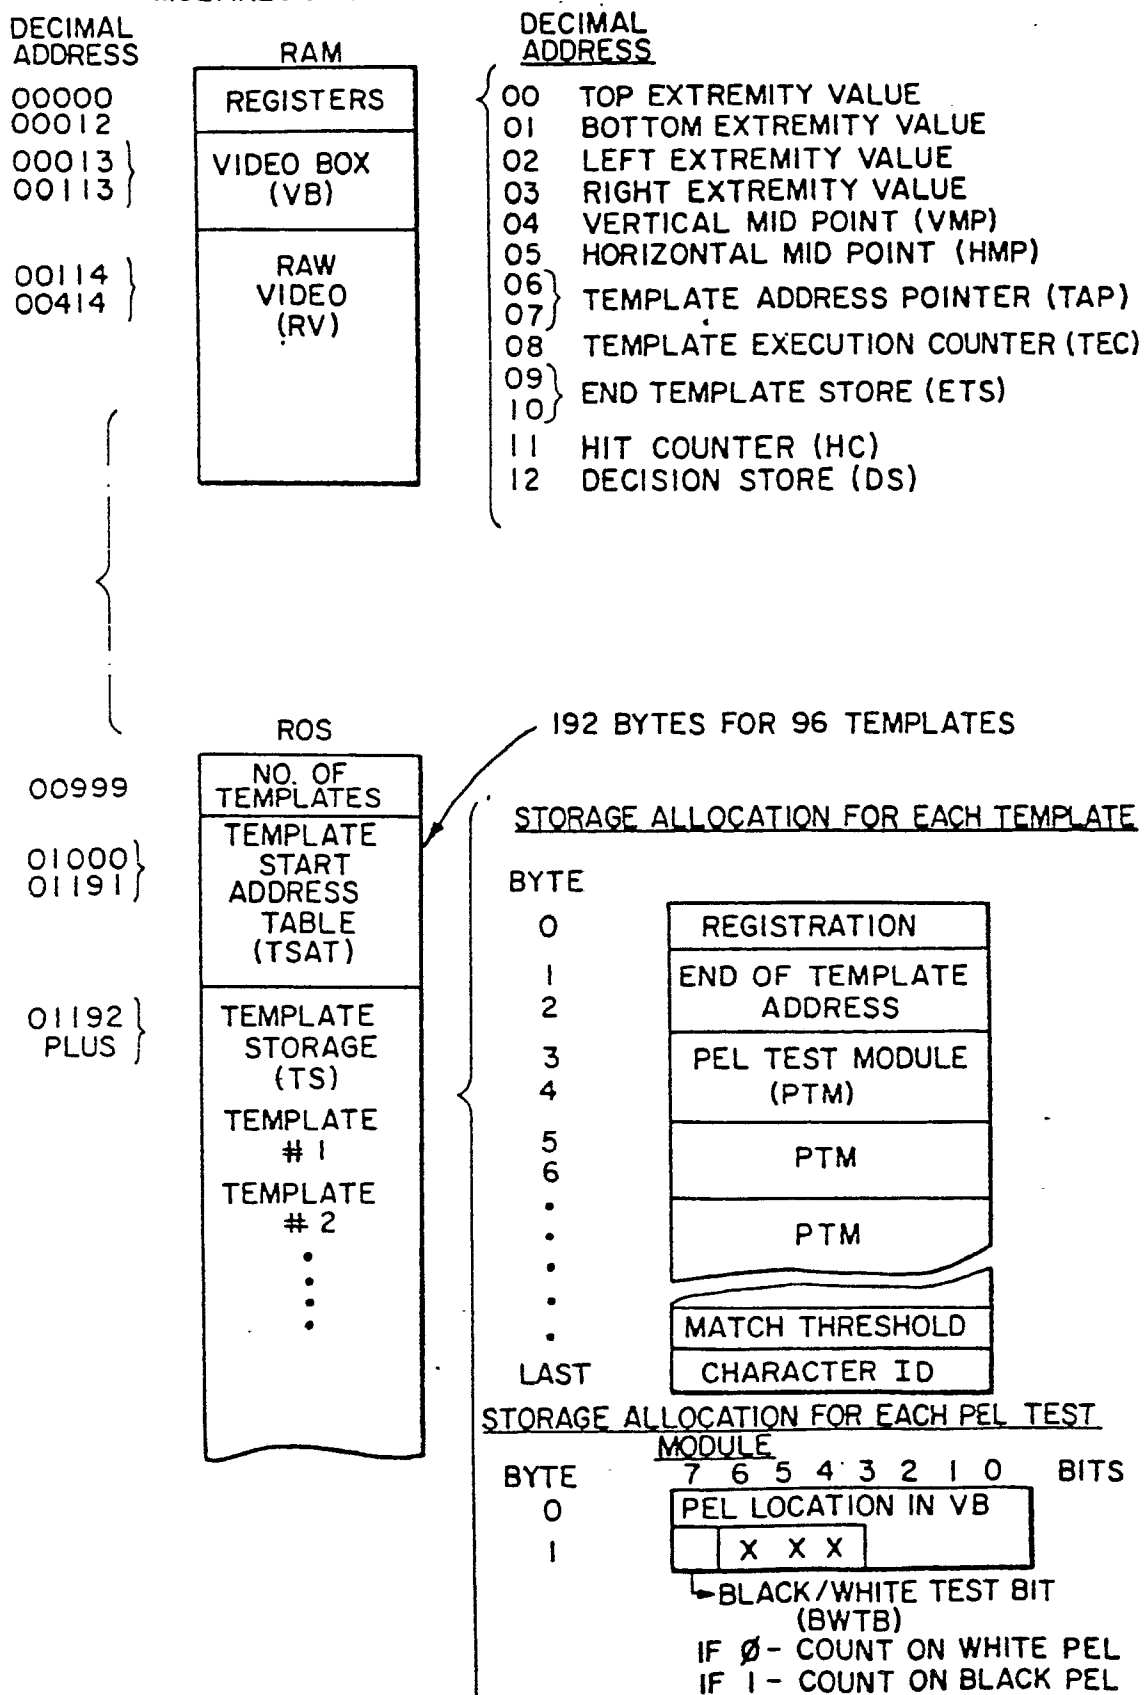 DECIMAL
ADDRESS
RAM
00000
00012
REGISTERS
00013
00113
VIDEO BOX
(VB)
00114
00414
RAW
VIDEO
(RV)
DECIMAL
ADDRESS
00 TOP EXTREMITY VALUE
01 BOTTOM EXTREMITY VALUE
02 LEFT EXTREMITY VALUE
03 RIGHT EXTREMITY VALUE
04 VERTICAL MID POINT (VMP)
05 HORIZONTAL MID POINT (HMP)
06
07
TEMPLATE ADDRESS POINTER (TAP)
08 TEMPLATE EXECUTION COUNTER (TEC)
09
10
END TEMPLATE STORE (ETS)
11 HIT COUNTER (HC)
12 DECISION STORE (DS)
ROS
192 BYTES FOR 96 TEMPLATES
00999
NO. OF
TEMPLATES
01000
01191
TEMPLATE
START
ADDRESS
TABLE
(TSAT)
01192
PLUS
TEMPLATE
STORAGE
(TS)
TEMPLATE
# 1
TEMPLATE
# 2
STORAGE ALLOCATION FOR EACH TEMPLATE
BYTE
0 REGISTRATION
1 END OF TEMPLATE
2 ADDRESS
3 PEL TEST MODULE
4 (PTM)
5
6
PTM
PTM
MATCH THRESHOLD
LAST CHARACTER ID
STORAGE ALLOCATION FOR EACH PEL TEST
MODULE
BYTE 7 6 5 4 3 2 1 0 BITS
0 PEL LOCATION IN VB
1 X X X
BLACK/WHITE TEST BIT
(BWTB)
IF Ø - COUNT ON WHITE PEL
IF 1 - COUNT ON BLACK PEL